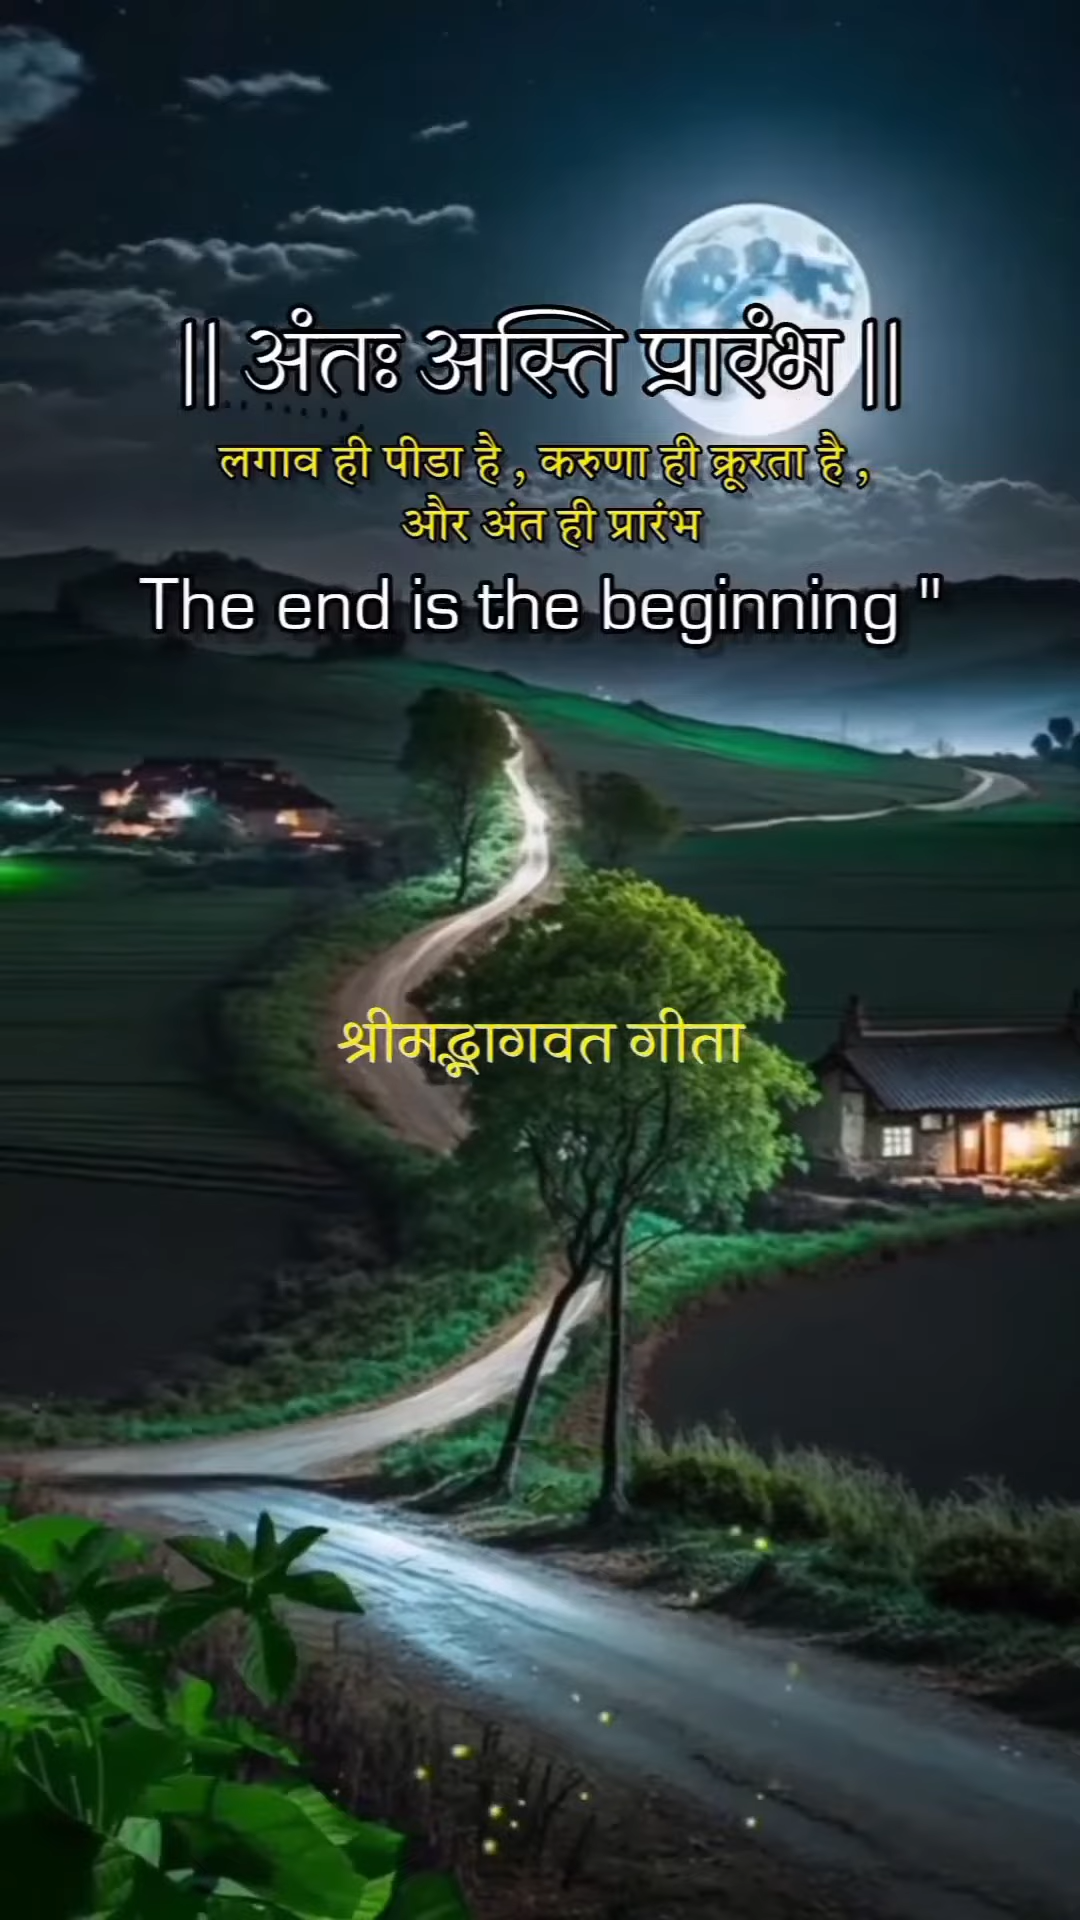 || अंतः अस्ति प्रारंभ ||
लगाव ही पीडा है , करुणा ही क्रूरता है ,
और अंत ही प्रारंभ
The end is the beginning "
श्रीमद्भागवत गीता